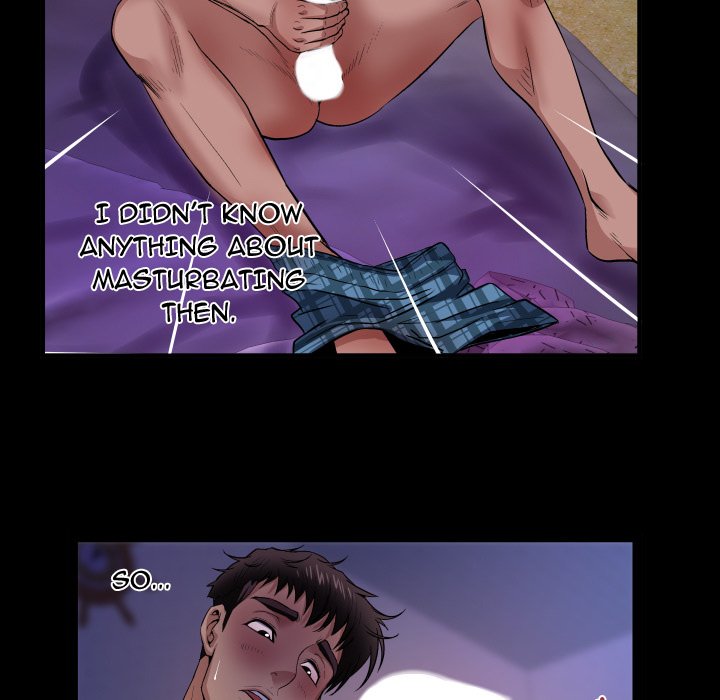 I DIDN'T KNOW
ANYTHING ABOUT
MASTURBATING
THEN.
SO...